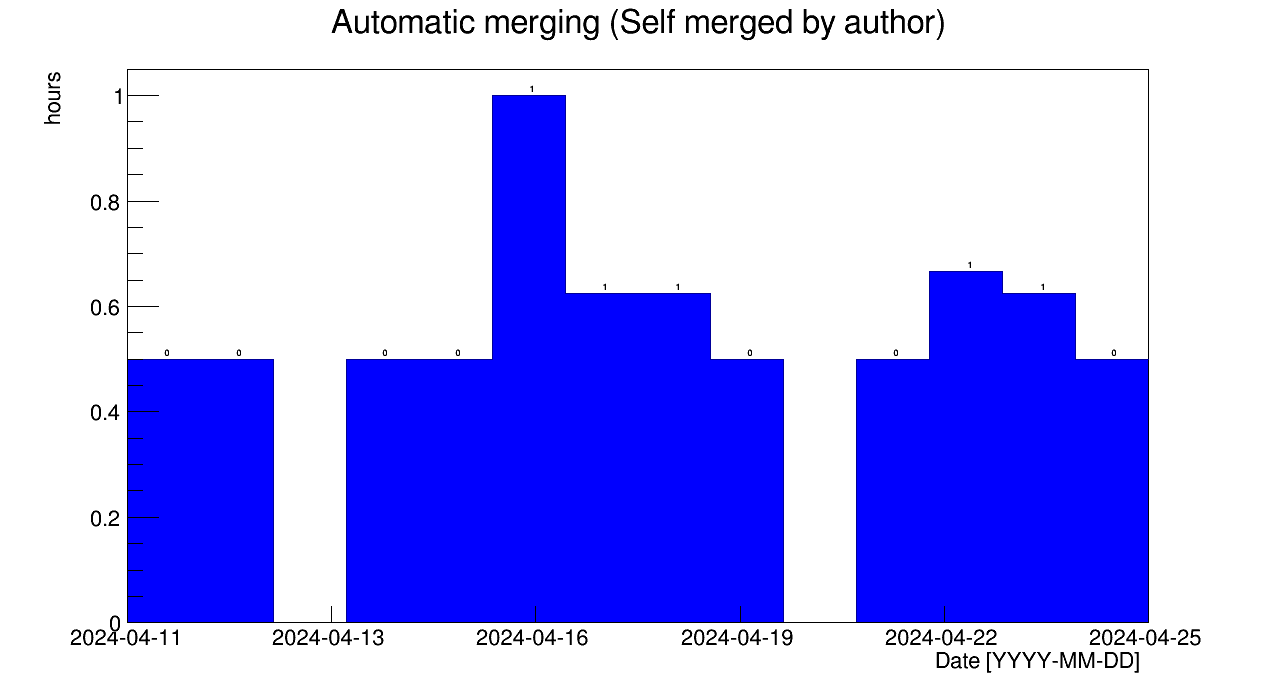 Automatic merging (Self merged by author)
hours
1
0.8
0.6
0.4
0.2
0
0 0 0 0 1 1 1 0 0 1 1 0
2024-04-11 2024-04-13 2024-04-16 2024-04-19 2024-04-22 2024-04-25
Date [YYYY-MM-DD]